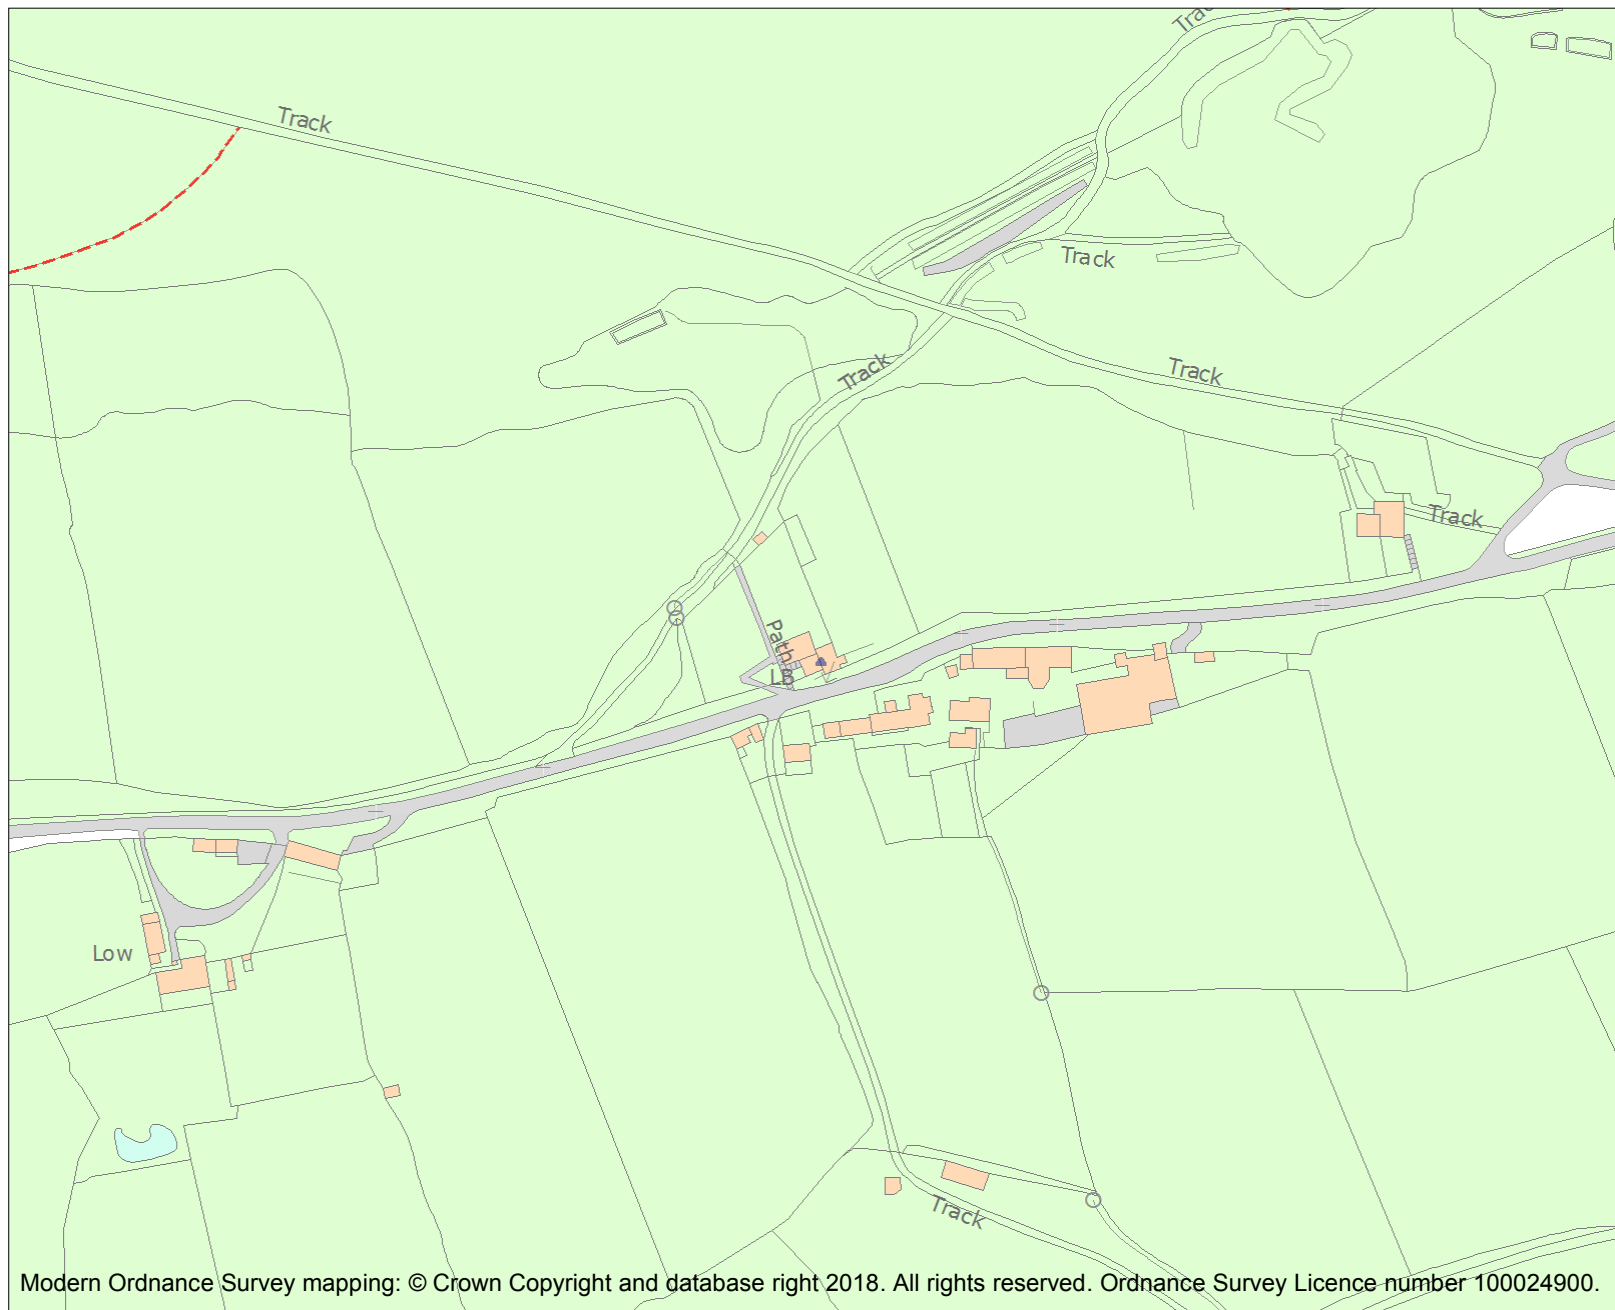 Trac
Track
Track
Track
Track
Track
Path
LB
Low
Track
Modern Ordnance Survey mapping: © Crown Copyright and database right 2018. All rights reserved. Ordnance Survey Licence number 100024900.